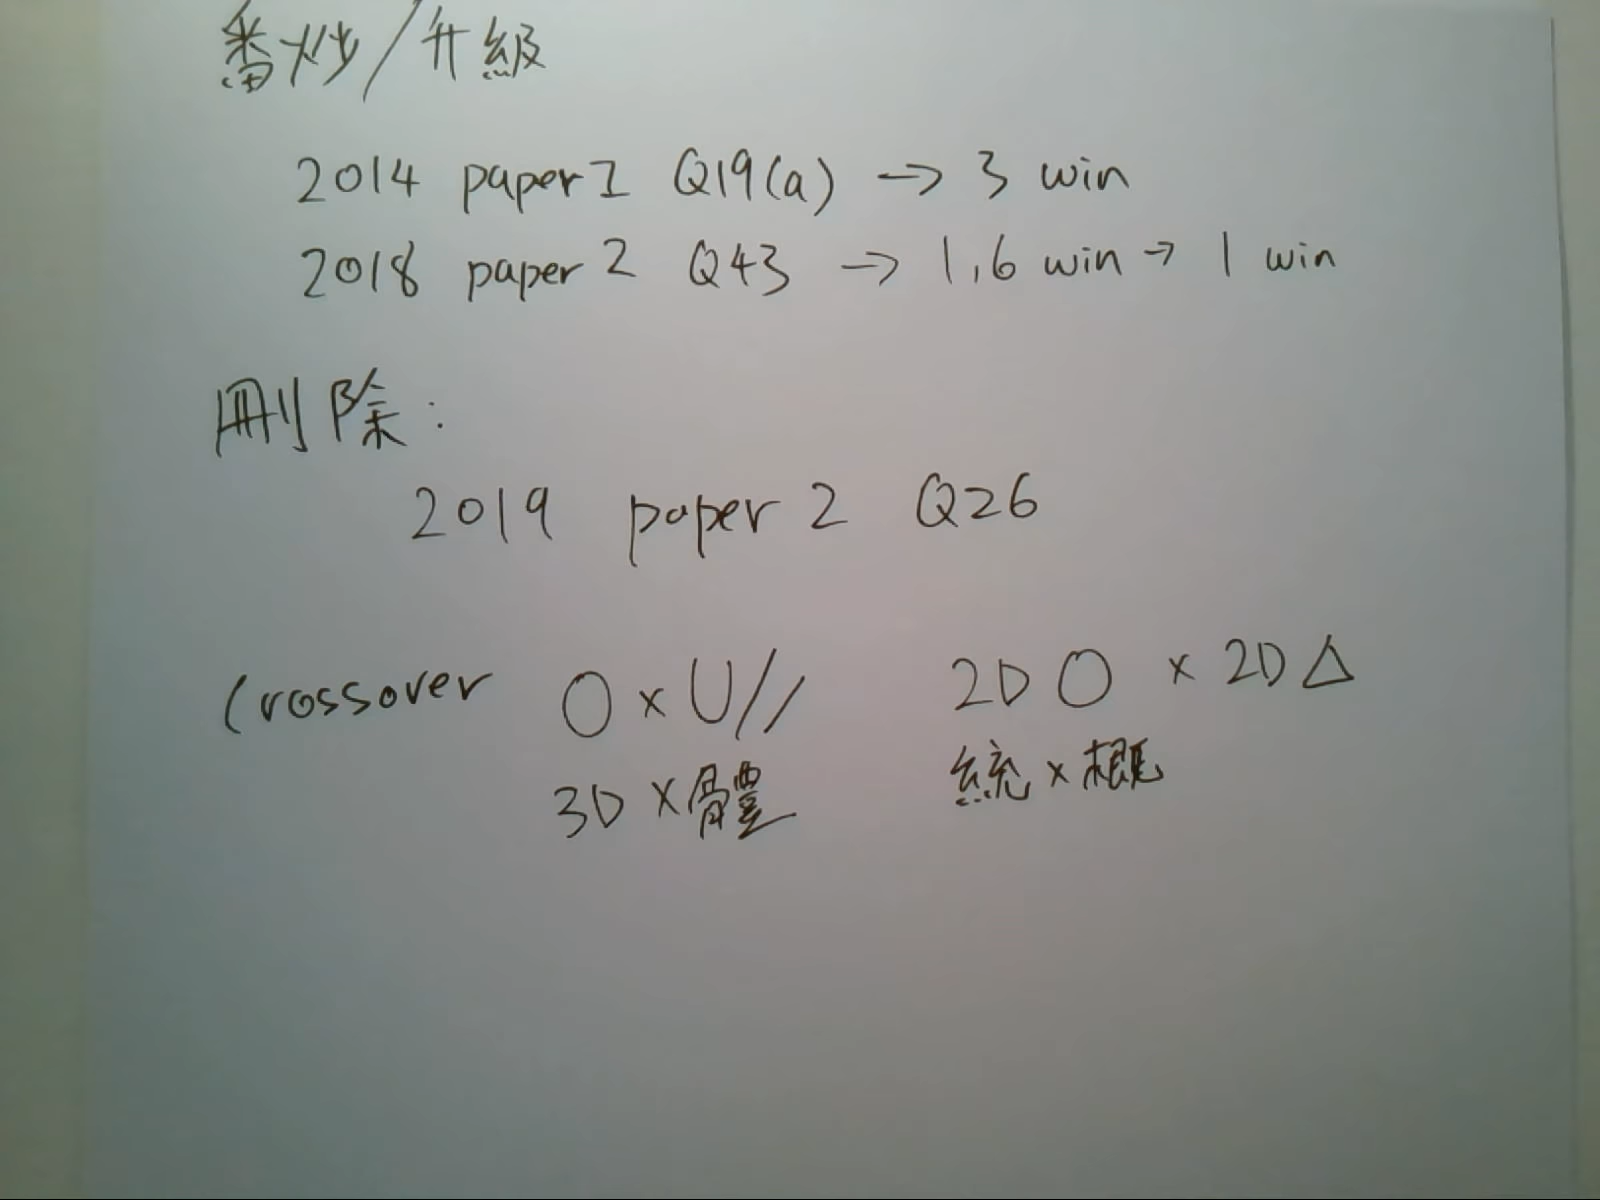 番炒/升級
2014 paper 1 Q19(a) → 3 win
2018 paper 2 Q43 → 1,6 win → 1 win
刪除:
2019 paper 2 Q26
Crossover O × U// 2D O × 2D △
3D × 體 統 × 概